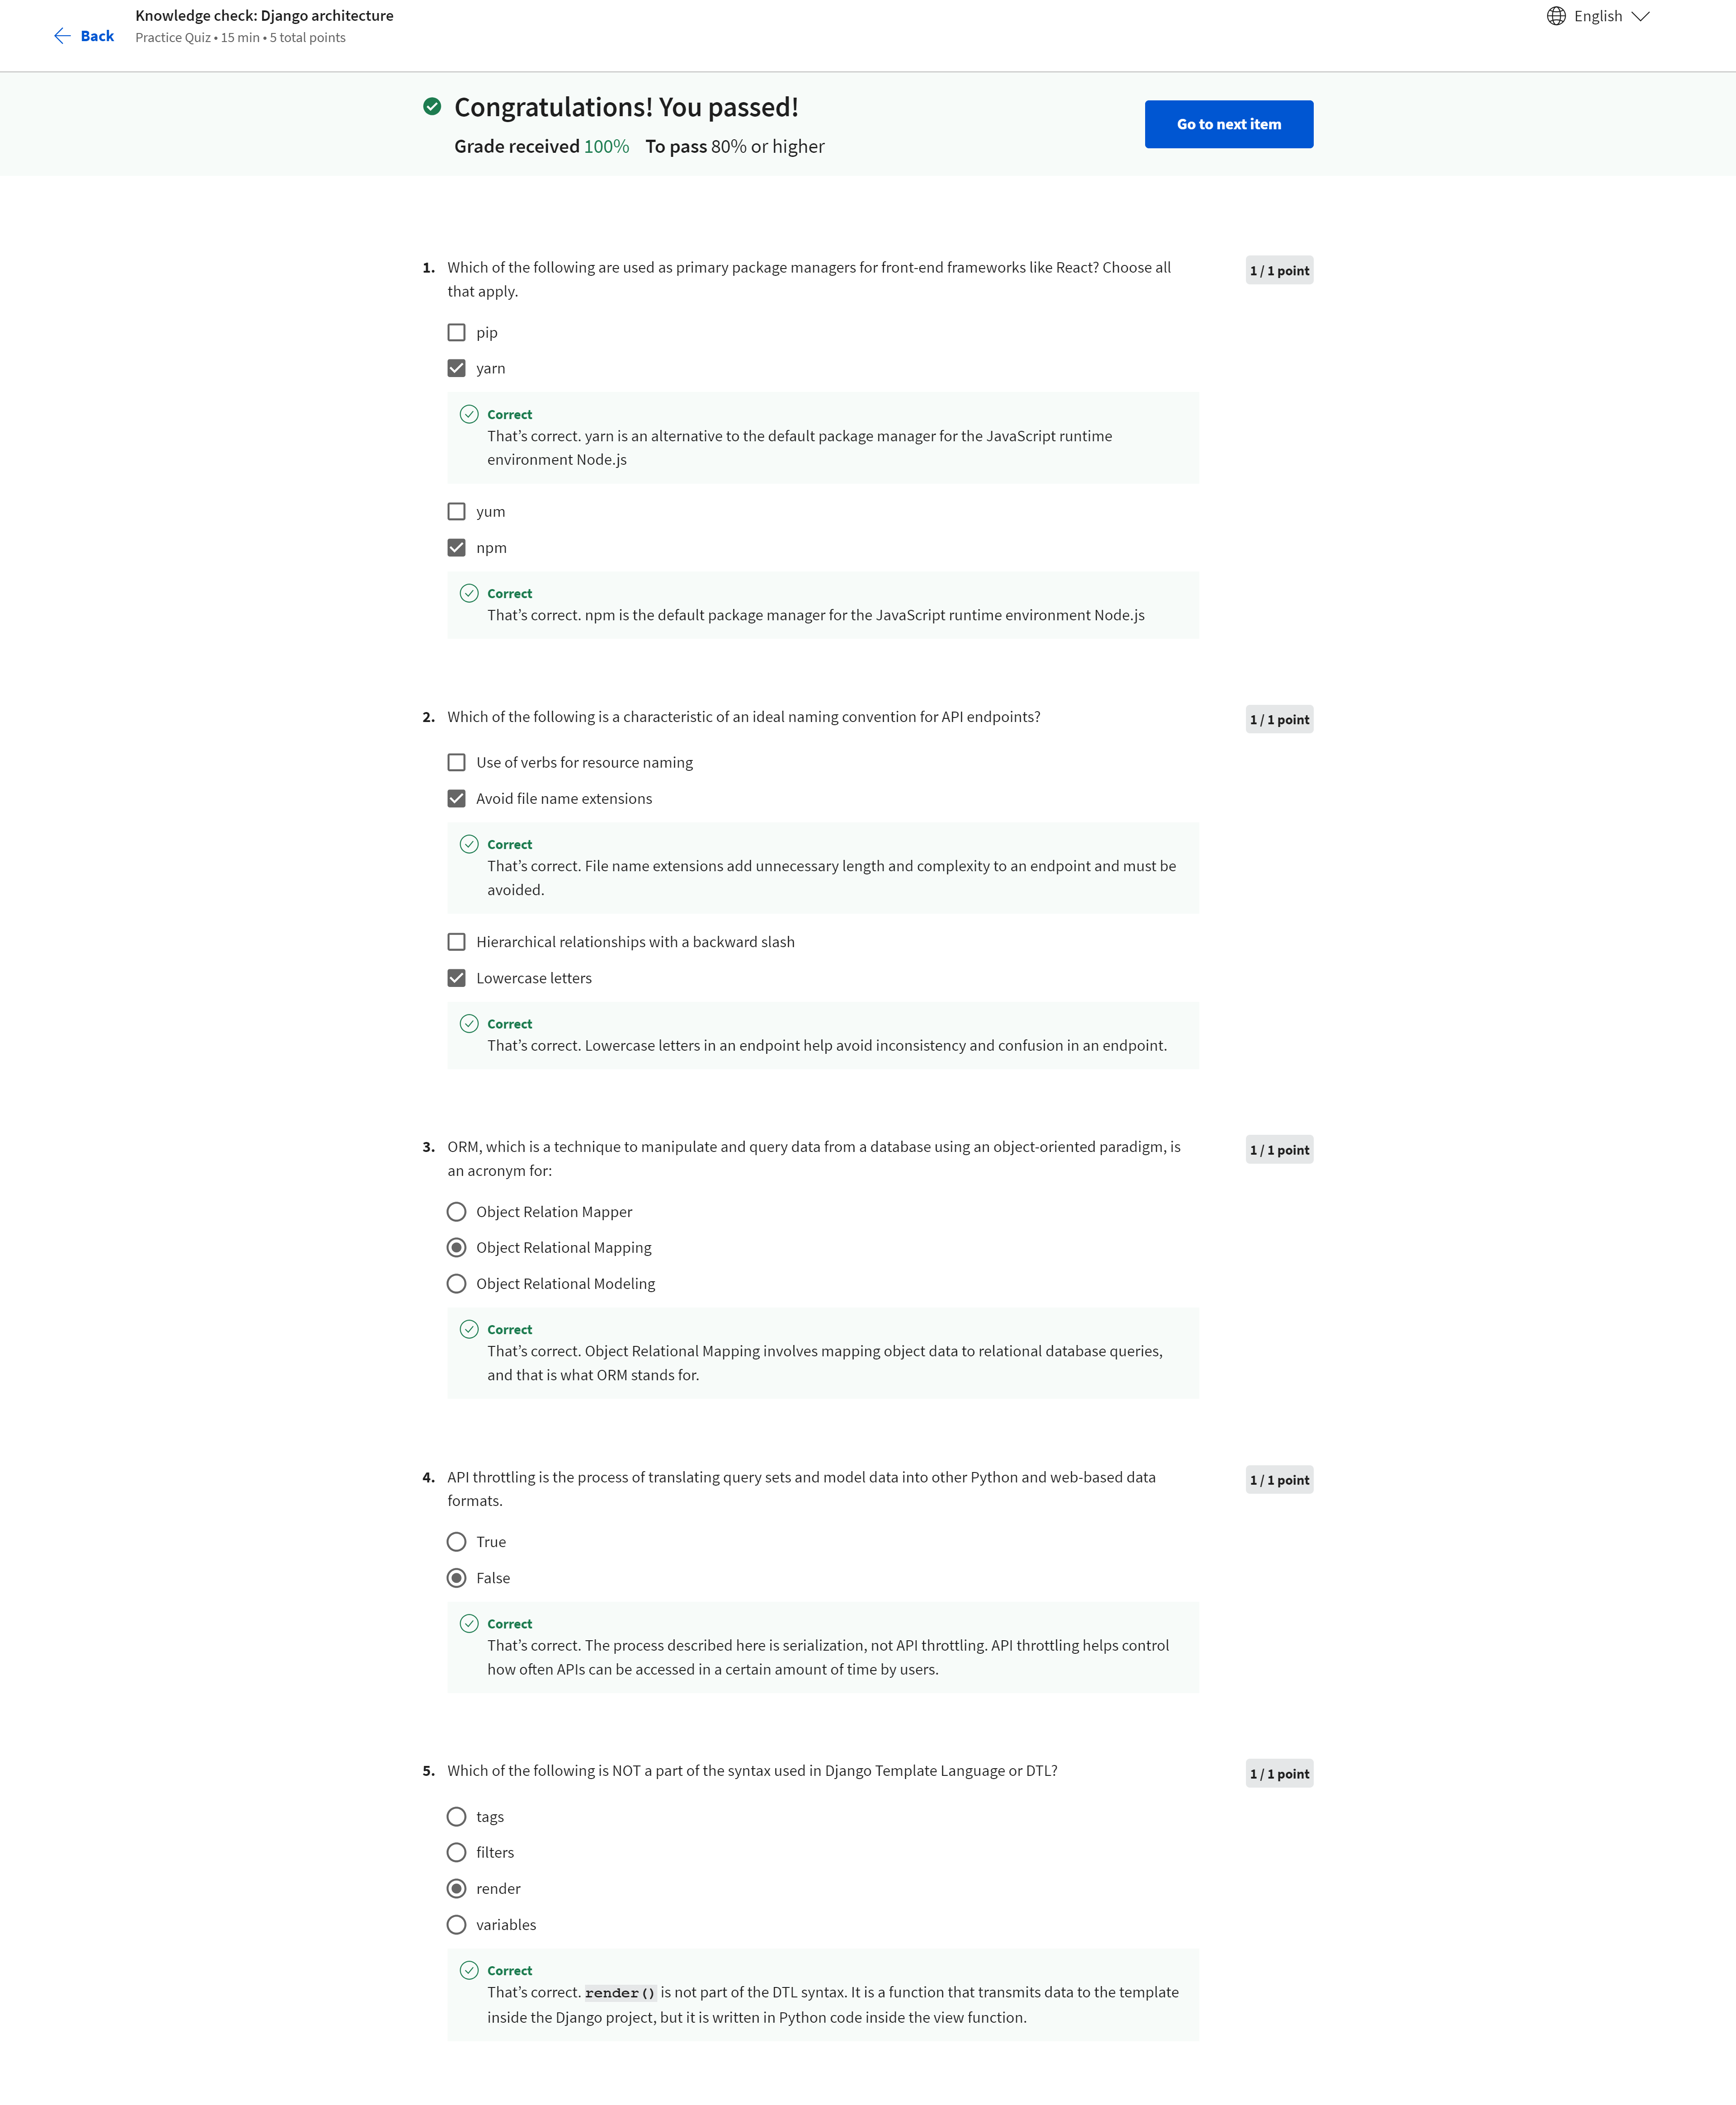 Back
Knowledge check: Django architecture
Practice Quiz • 15 min • 5 total points
English
Congratulations! You passed!
Grade received 100% To pass 80% or higher
Go to next item
1. Which of the following are used as primary package managers for front-end frameworks like React? Choose all
that apply.
1 / 1 point
pip
yarn
Correct
That’s correct. yarn is an alternative to the default package manager for the JavaScript runtime
environment Node.js
yum
npm
Correct
That’s correct. npm is the default package manager for the JavaScript runtime environment Node.js
2. Which of the following is a characteristic of an ideal naming convention for API endpoints?
1 / 1 point
Use of verbs for resource naming
Avoid file name extensions
Correct
That’s correct. File name extensions add unnecessary length and complexity to an endpoint and must be
avoided.
Hierarchical relationships with a backward slash
Lowercase letters
Correct
That’s correct. Lowercase letters in an endpoint help avoid inconsistency and confusion in an endpoint.
3. ORM, which is a technique to manipulate and query data from a database using an object-oriented paradigm, is
an acronym for:
1 / 1 point
Object Relation Mapper
Object Relational Mapping
Object Relational Modeling
Correct
That’s correct. Object Relational Mapping involves mapping object data to relational database queries,
and that is what ORM stands for.
4. API throttling is the process of translating query sets and model data into other Python and web-based data
formats.
1 / 1 point
True
False
Correct
That’s correct. The process described here is serialization, not API throttling. API throttling helps control
how often APIs can be accessed in a certain amount of time by users.
5. Which of the following is NOT a part of the syntax used in Django Template Language or DTL?
1 / 1 point
tags
filters
render
variables
Correct
That’s correct. render() is not part of the DTL syntax. It is a function that transmits data to the template
inside the Django project, but it is written in Python code inside the view function.